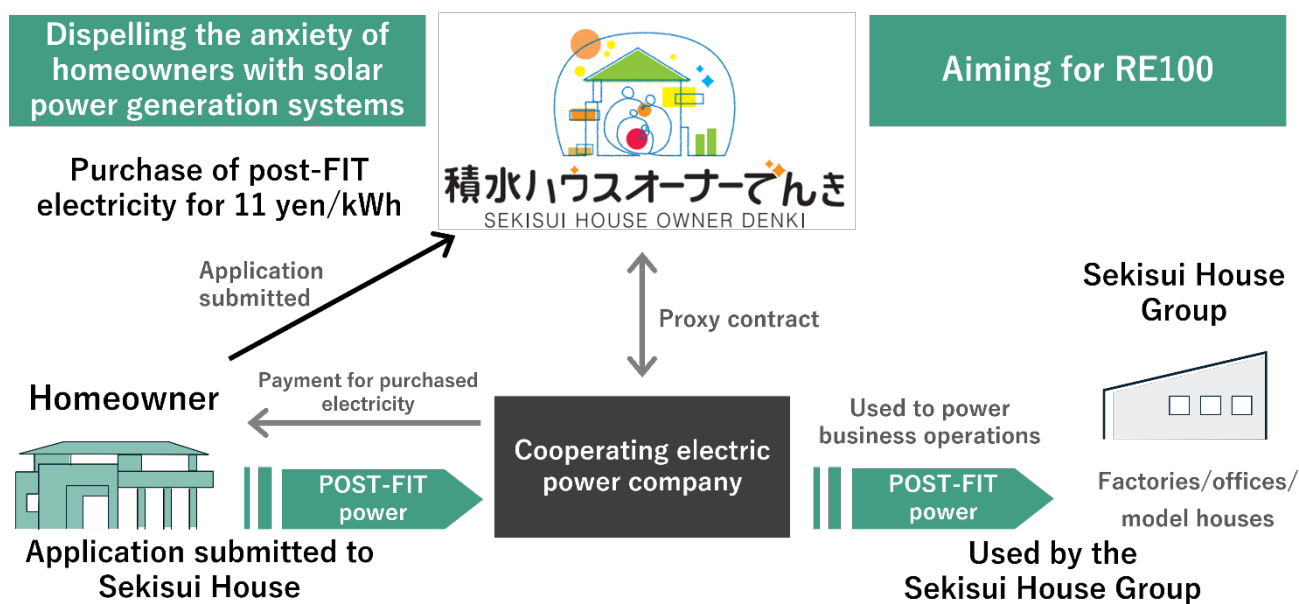 Dispelling the anxiety of
homeowners with solar
power generation systems
積水ハウスオーナーでんき
SEKISUI HOUSE OWNER DENKI
Aiming for RE100
Purchase of post-FIT
electricity for 11 yen/kWh
Application
submitted
Proxy contract
Sekisui House
Group
Homeowner
Payment for purchased
electricity
Cooperating electric
power company
Used to power
business operations
POST-FIT
power
POST-FIT
power
Factories/offices/
model houses
Application submitted to
Sekisui House
Used by the
Sekisui House Group